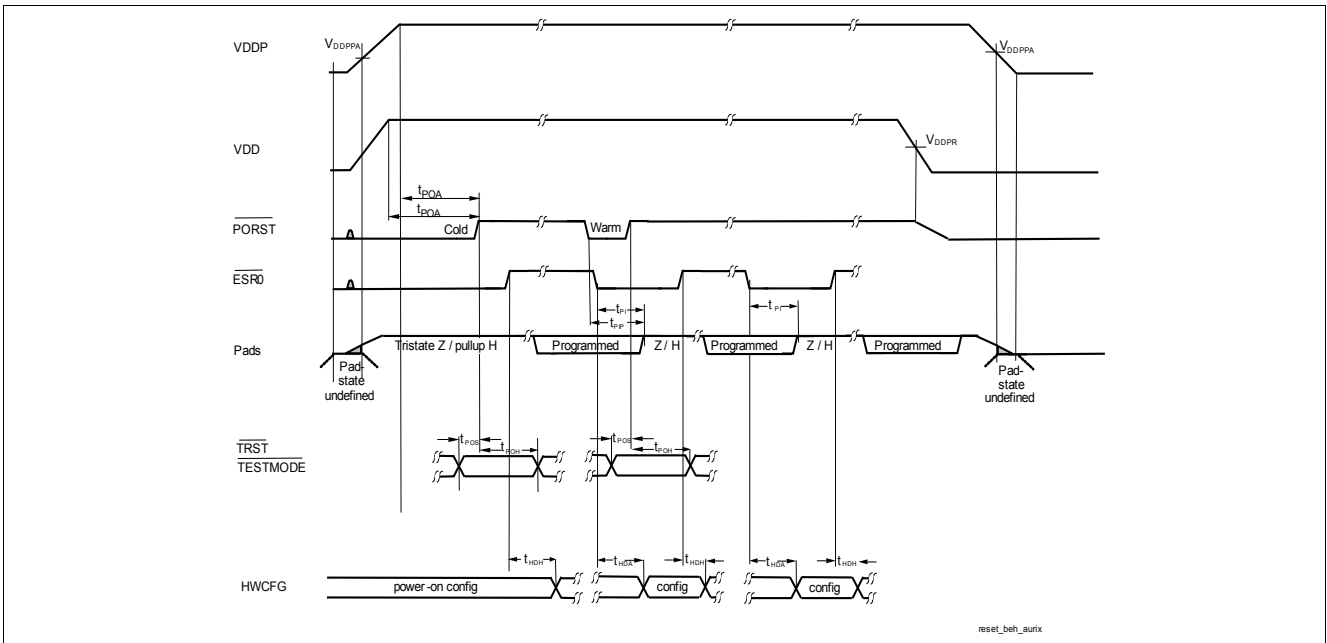 VDDP
VDDPPA
VDDPPA
VDD
VDDPR
tPOA
tPOA
PORST
Cold
Warm
ESR0
tPI
tPI
tPIP
Pads
Tristate Z / pullup H
Programmed
Z / H
Programmed
Z / H
Programmed
Pad-
state
undefined
Pad-
state
undefined
TRST
TESTMODE
tPOS
tPOH
tPOS
tPOH
HWCFG
tHDH
tHDA
tHDH
tHDA
tHDH
power-on config
config
config
reset_beh_aurix